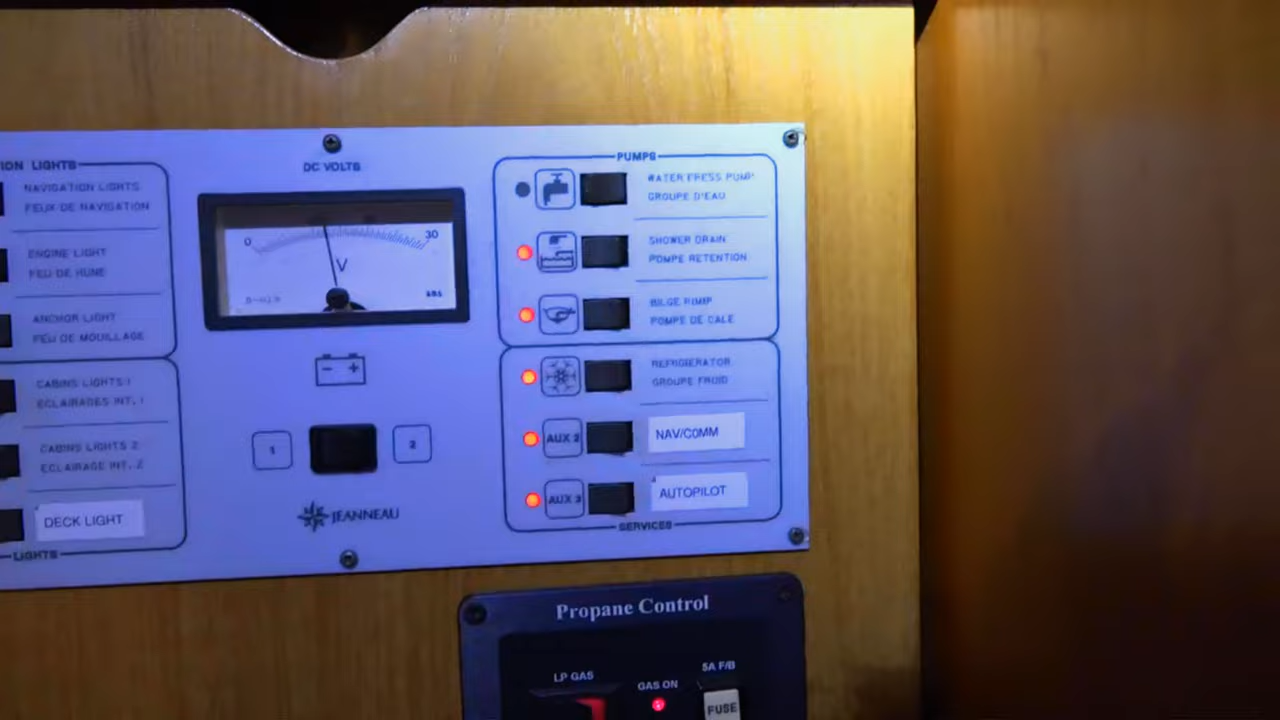 ION LIGHTS
NAVIGATION LIGHTS
FEUX DE NAVIGATION
ENGINE LIGHT
FEU DE HUNE
ANCHOR LIGHT
FEU DE MOUILLAGE
CABINS LIGHTS 1
ECLAIRAGES INT. 1
CABINS LIGHTS 2
ECLAIRAGE INT. 2
DECK LIGHT
LIGHTS
DC VOLTS
0
30
V
- +
1
2
JEANNEAU
PUMPS
WATER PRESS PUMP
GROUPE D'EAU
SHOWER DRAIN
POMPE RETENTION
BILGE PUMP
POMPE DE CALE
REFRIGERATOR
GROUPE FROID
AUX 2
NAV/COMM
AUX 3
AUTOPILOT
SERVICES
Propane Control
LP GAS
GAS ON
5A F/B
FUSE